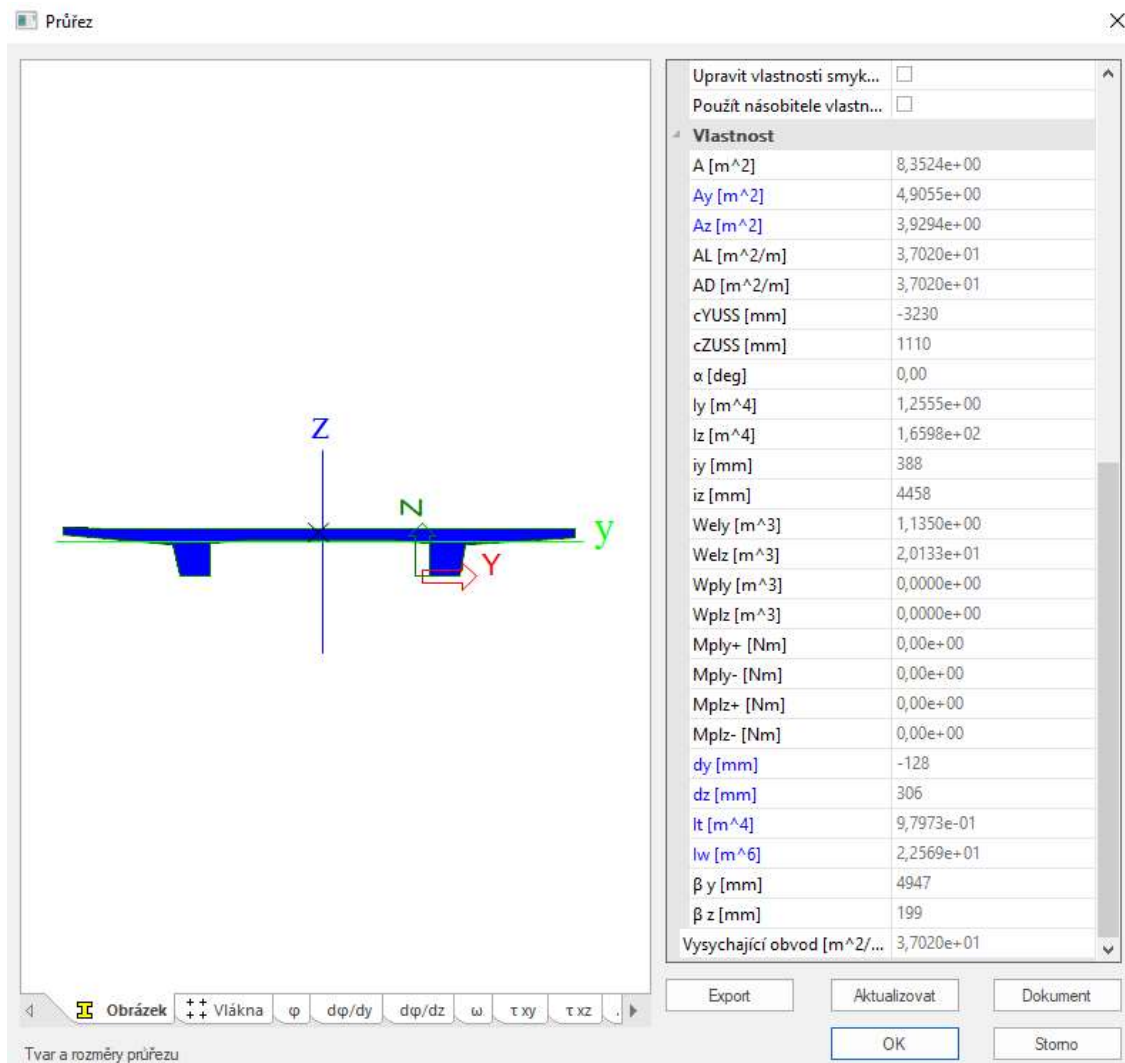 Průřez
Z
N
y
Y
Upravit vlastnosti smyk...
Použít násobitele vlastn...
Vlastnost
A [m^2] 8,3524e+00
Ay [m^2] 4,9055e+00
Az [m^2] 3,9294e+00
AL [m^2/m] 3,7020e+01
AD [m^2/m] 3,7020e+01
cYUSS [mm] -3230
cZUSS [mm] 1110
α [deg] 0,00
Iy [m^4] 1,2555e+00
Iz [m^4] 1,6598e+02
iy [mm] 388
iz [mm] 4458
Wely [m^3] 1,1350e+00
Welz [m^3] 2,0133e+01
Wply [m^3] 0,0000e+00
Wplz [m^3] 0,0000e+00
Mply+ [Nm] 0,00e+00
Mply- [Nm] 0,00e+00
Mplz+ [Nm] 0,00e+00
Mplz- [Nm] 0,00e+00
dy [mm] -128
dz [mm] 306
It [m^4] 9,7973e-01
Iw [m^6] 2,2569e+01
β y [mm] 4947
β z [mm] 199
Vysychající obvod [m^2/... 3,7020e+01
Obrázek Vlákna φ dφ/dy dφ/dz ω τ xy τ xz .
Export Aktualizovat Dokument
OK Storno
Tvar a rozměry průřezu